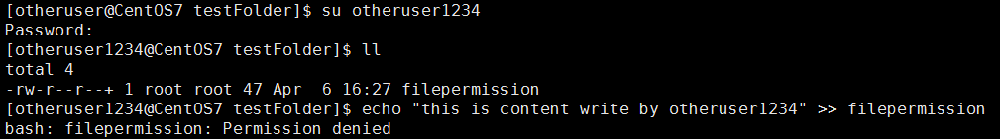 [otheruser@CentOS7 testFolder]$ su otheruser1234
Password:
[otheruser1234@CentOS7 testFolder]$ ll
total 4
-rw-r--r--+ 1 root root 47 Apr  6 16:27 filepermission
[otheruser1234@CentOS7 testFolder]$ echo "this is content write by otheruser1234" >> filepermission
bash: filepermission: Permission denied